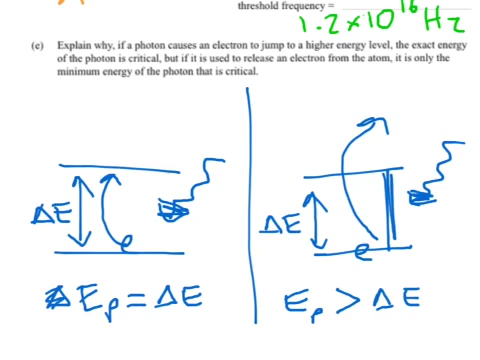 threshold frequency =
1.2×10¹⁶ Hz
(c) Explain why, if a photon causes an electron to jump to a higher energy level, the exact energy
of the photon is critical, but if it is used to release an electron from the atom, it is only the
minimum energy of the photon that is critical.
ΔE
e
ΔE
e
Ep = ΔE
Ep > ΔE